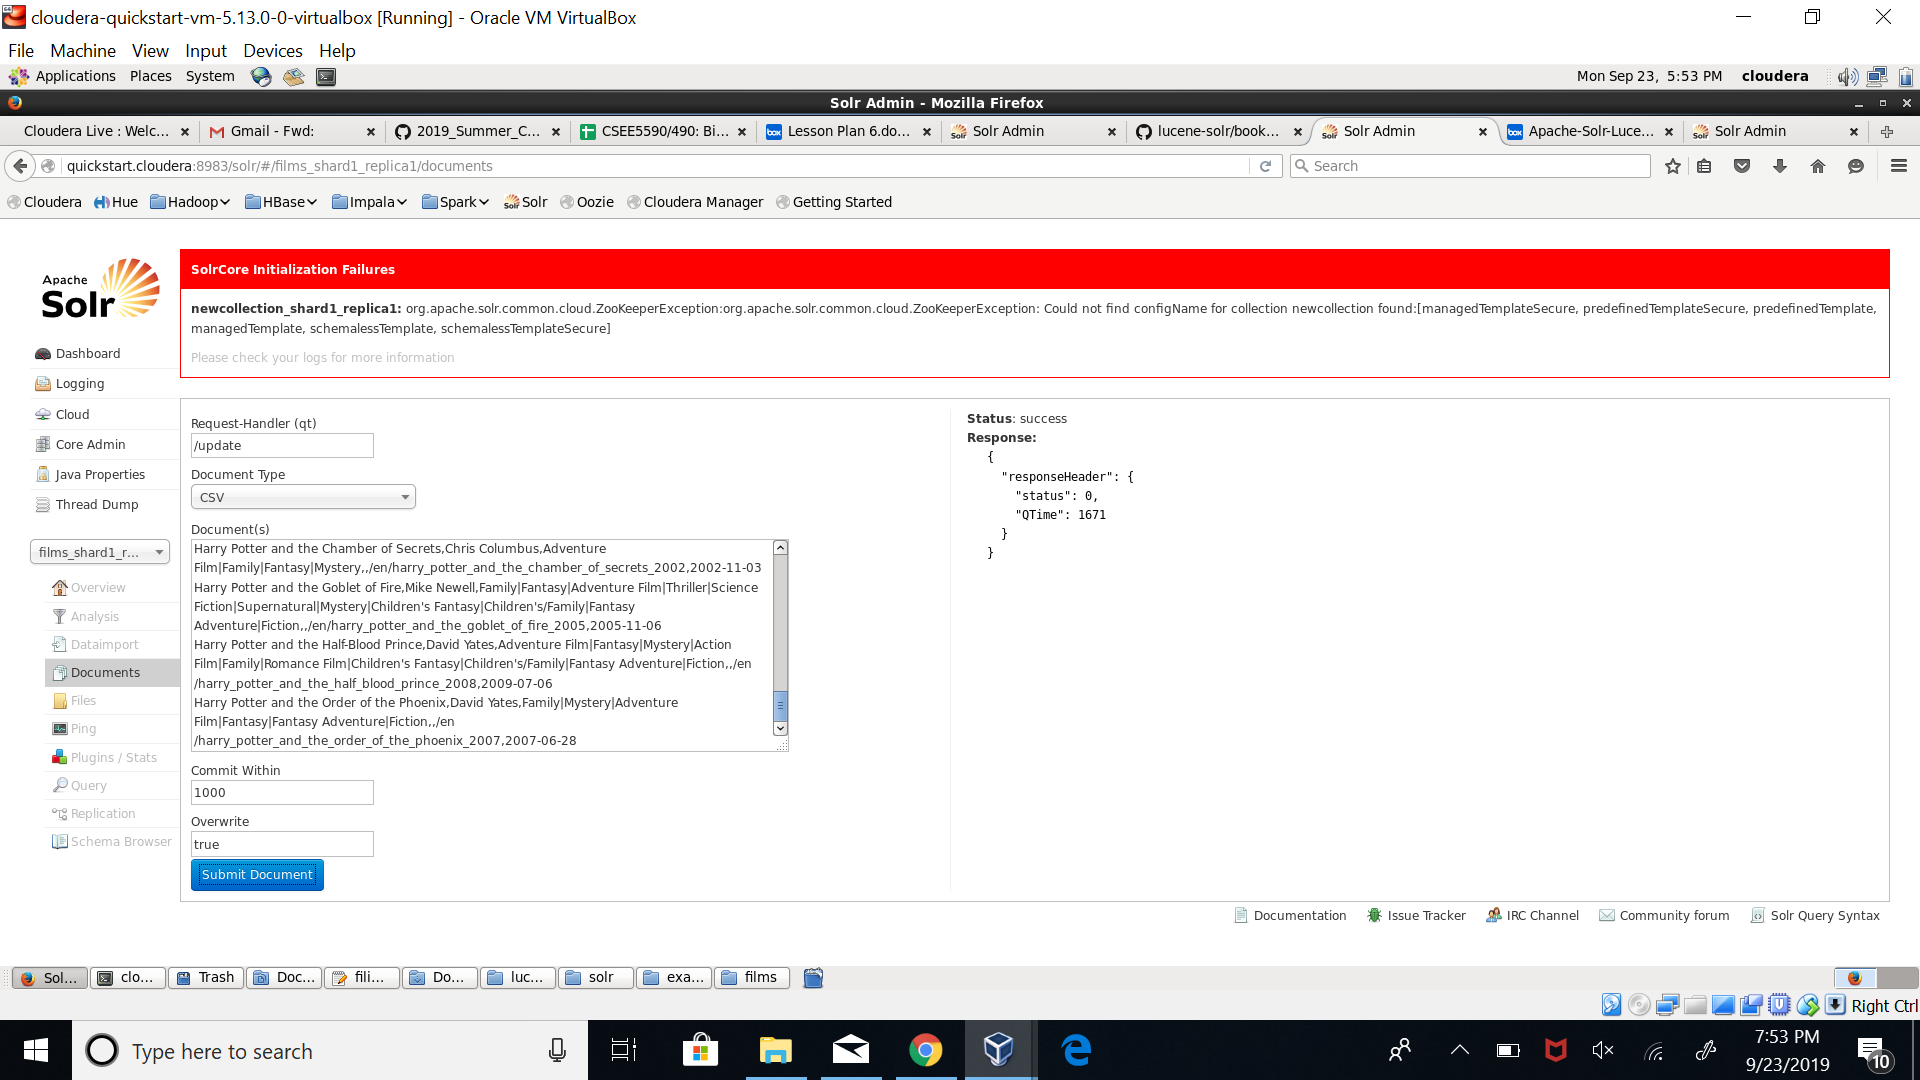 cloudera-quickstart-vm-5.13.0-0-virtualbox [Running] - Oracle VM VirtualBox
File Machine View Input Devices Help
Applications Places System Mon Sep 23, 5:53 PM cloudera
Solr Admin - Mozilla Firefox
Cloudera Live : Welc... Gmail - Fwd: 2019_Summer_C... CSEE5590/490: Bi... Lesson Plan 6.do... Solr Admin lucene-solr/book... Solr Admin Apache-Solr-Luce... Solr Admin
quickstart.cloudera:8983/solr/#/films_shard1_replica1/documents Search
Cloudera Hue Hadoop HBase Impala Spark Solr Oozie Cloudera Manager Getting Started
Apache
Solr
SolrCore Initialization Failures
newcollection_shard1_replica1: org.apache.solr.common.cloud.ZooKeeperException:org.apache.solr.common.cloud.ZooKeeperException: Could not find configName for collection newcollection found:[managedTemplateSecure, predefinedTemplateSecure, predefinedTemplate,
managedTemplate, schemalessTemplate, schemalessTemplateSecure]
Please check your logs for more information
Dashboard
Logging
Cloud
Core Admin
Java Properties
Thread Dump
films_shard1_r...
Overview
Analysis
Dataimport
Documents
Files
Ping
Plugins / Stats
Query
Replication
Schema Browser
Request-Handler (qt)
/update
Document Type
CSV
Document(s)
Harry Potter and the Chamber of Secrets,Chris Columbus,Adventure
Film|Family|Fantasy|Mystery,,/en/harry_potter_and_the_chamber_of_secrets_2002,2002-11-03
Harry Potter and the Goblet of Fire,Mike Newell,Family|Fantasy|Adventure Film|Thriller|Science
Fiction|Supernatural|Mystery|Children's Fantasy|Children's/Family|Fantasy
Adventure|Fiction,,/en/harry_potter_and_the_goblet_of_fire_2005,2005-11-06
Harry Potter and the Half-Blood Prince,David Yates,Adventure Film|Fantasy|Mystery|Action
Film|Family|Romance Film|Children's Fantasy|Children's/Family|Fantasy Adventure|Fiction,,/en
/harry_potter_and_the_half_blood_prince_2008,2009-07-06
Harry Potter and the Order of the Phoenix,David Yates,Family|Mystery|Adventure
Film|Fantasy|Fantasy Adventure|Fiction,,/en
/harry_potter_and_the_order_of_the_phoenix_2007,2007-06-28
Commit Within
1000
Overwrite
true
Submit Document
Status: success
Response:
{
"responseHeader": {
"status": 0,
"QTime": 1671
}
}
Documentation Issue Tracker IRC Channel Community forum Solr Query Syntax
Sol... clo... Trash Doc... fili... Do... luc... solr exa... films
Right Ctrl
Type here to search
7:53 PM
9/23/2019
10